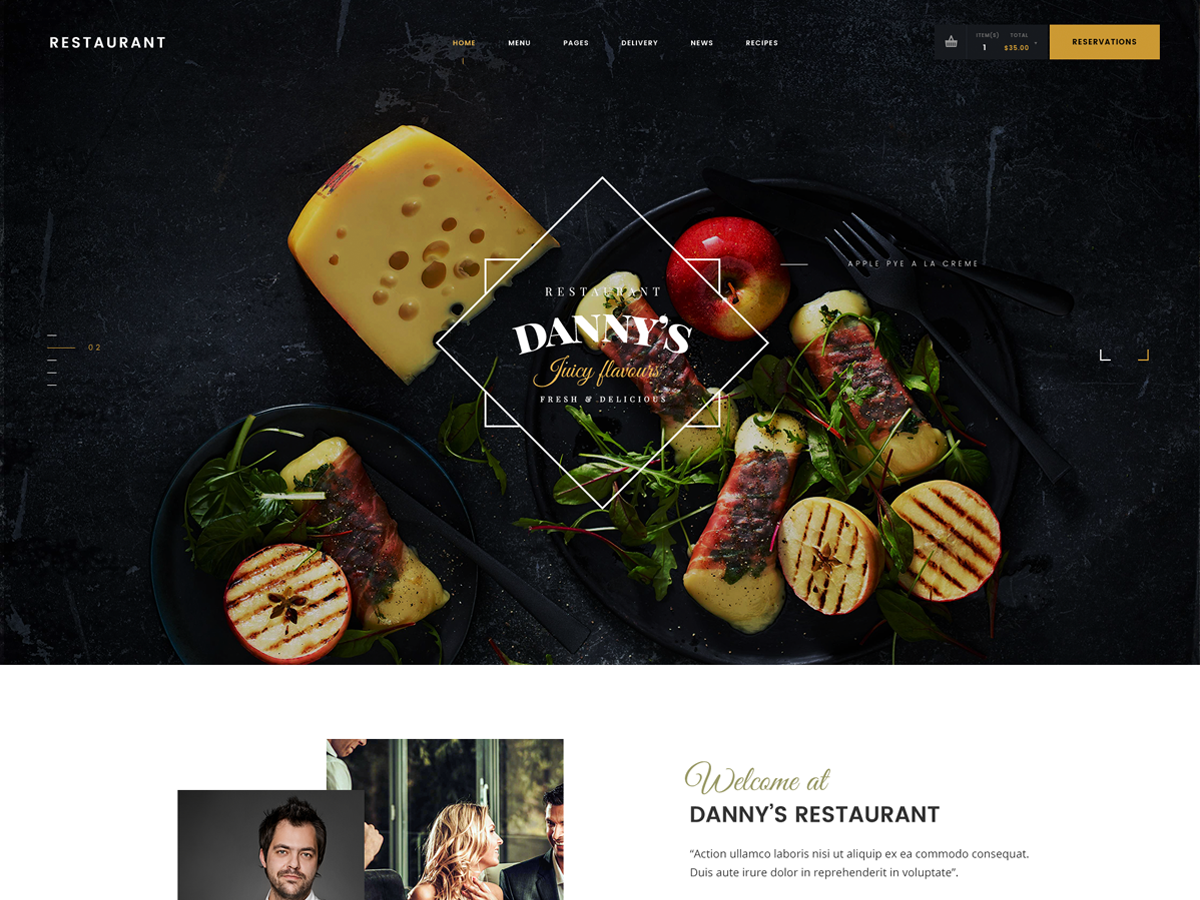 RESTAURANT
HOME MENU PAGES DELIVERY NEWS RECIPES
ITEM(S) TOTAL
1 $35.00
RESERVATIONS
APPLE PYE A LA CREME
RESTAURANT
DANNY'S
Juicy flavours
FRESH & DELICIOUS
02
Welcome at
DANNY'S RESTAURANT
“Action ullamco laboris nisi ut aliquip ex ea commodo consequat.
Duis aute irure dolor in reprehenderit in voluptate”.